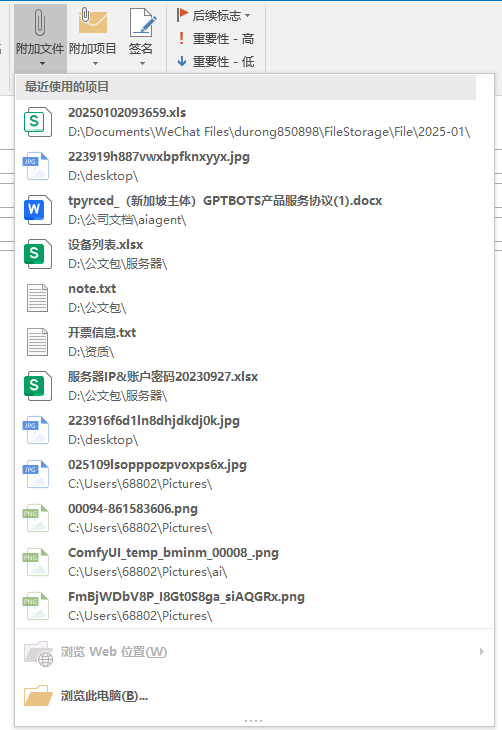 附加文件
附加项目
签名
后续标志
重要性 - 高
重要性 - 低
最近使用的项目
20250102093659.xls
D:\Documents\WeChat Files\durong850898\FileStorage\File\2025-01\
223919h887vwxbpfknxyyx.jpg
D:\desktop\
tpyrced_（新加坡主体）GPTBOTS产品服务协议(1).docx
D:\公司文档\aiagent\
设备列表.xlsx
D:\公文包\服务器\
note.txt
D:\公文包\
开票信息.txt
D:\资质\
服务器IP&账户密码20230927.xlsx
D:\公文包\服务器\
223916f6d1ln8dhjdkdj0k.jpg
D:\desktop\
025109lsopppozpvoxps6x.jpg
C:\Users\68802\Pictures\
00094-861583606.png
C:\Users\68802\Pictures\
ComfyUI_temp_bminm_00008_.png
C:\Users\68802\Pictures\ai\
FmBjWDbV8P_I8Gt0S8ga_siAQGRx.png
C:\Users\68802\Pictures\
浏览 Web 位置(W)
浏览此电脑(B)...